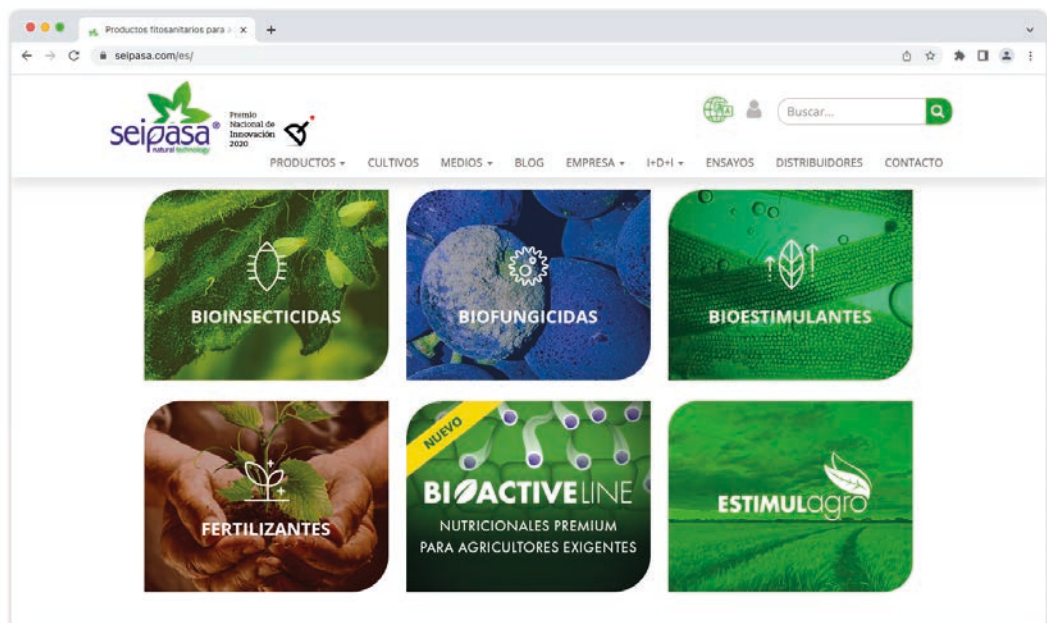 Productos fitosanitarios para a
seipasa.com/es/
seipasa®
natural technology
Premio
Nacional de
Innovación
2020
Buscar...
PRODUCTOS
CULTIVOS
MEDIOS
BLOG
EMPRESA
I+D+I
ENSAYOS
DISTRIBUIDORES
CONTACTO
BIOINSECTICIDAS
BIOFUNGICIDAS
BIOESTIMULANTES
FERTILIZANTES
NUEVO
BIOACTIVELINE
NUTRICIONALES PREMIUM
PARA AGRICULTORES EXIGENTES
ESTIMULagro